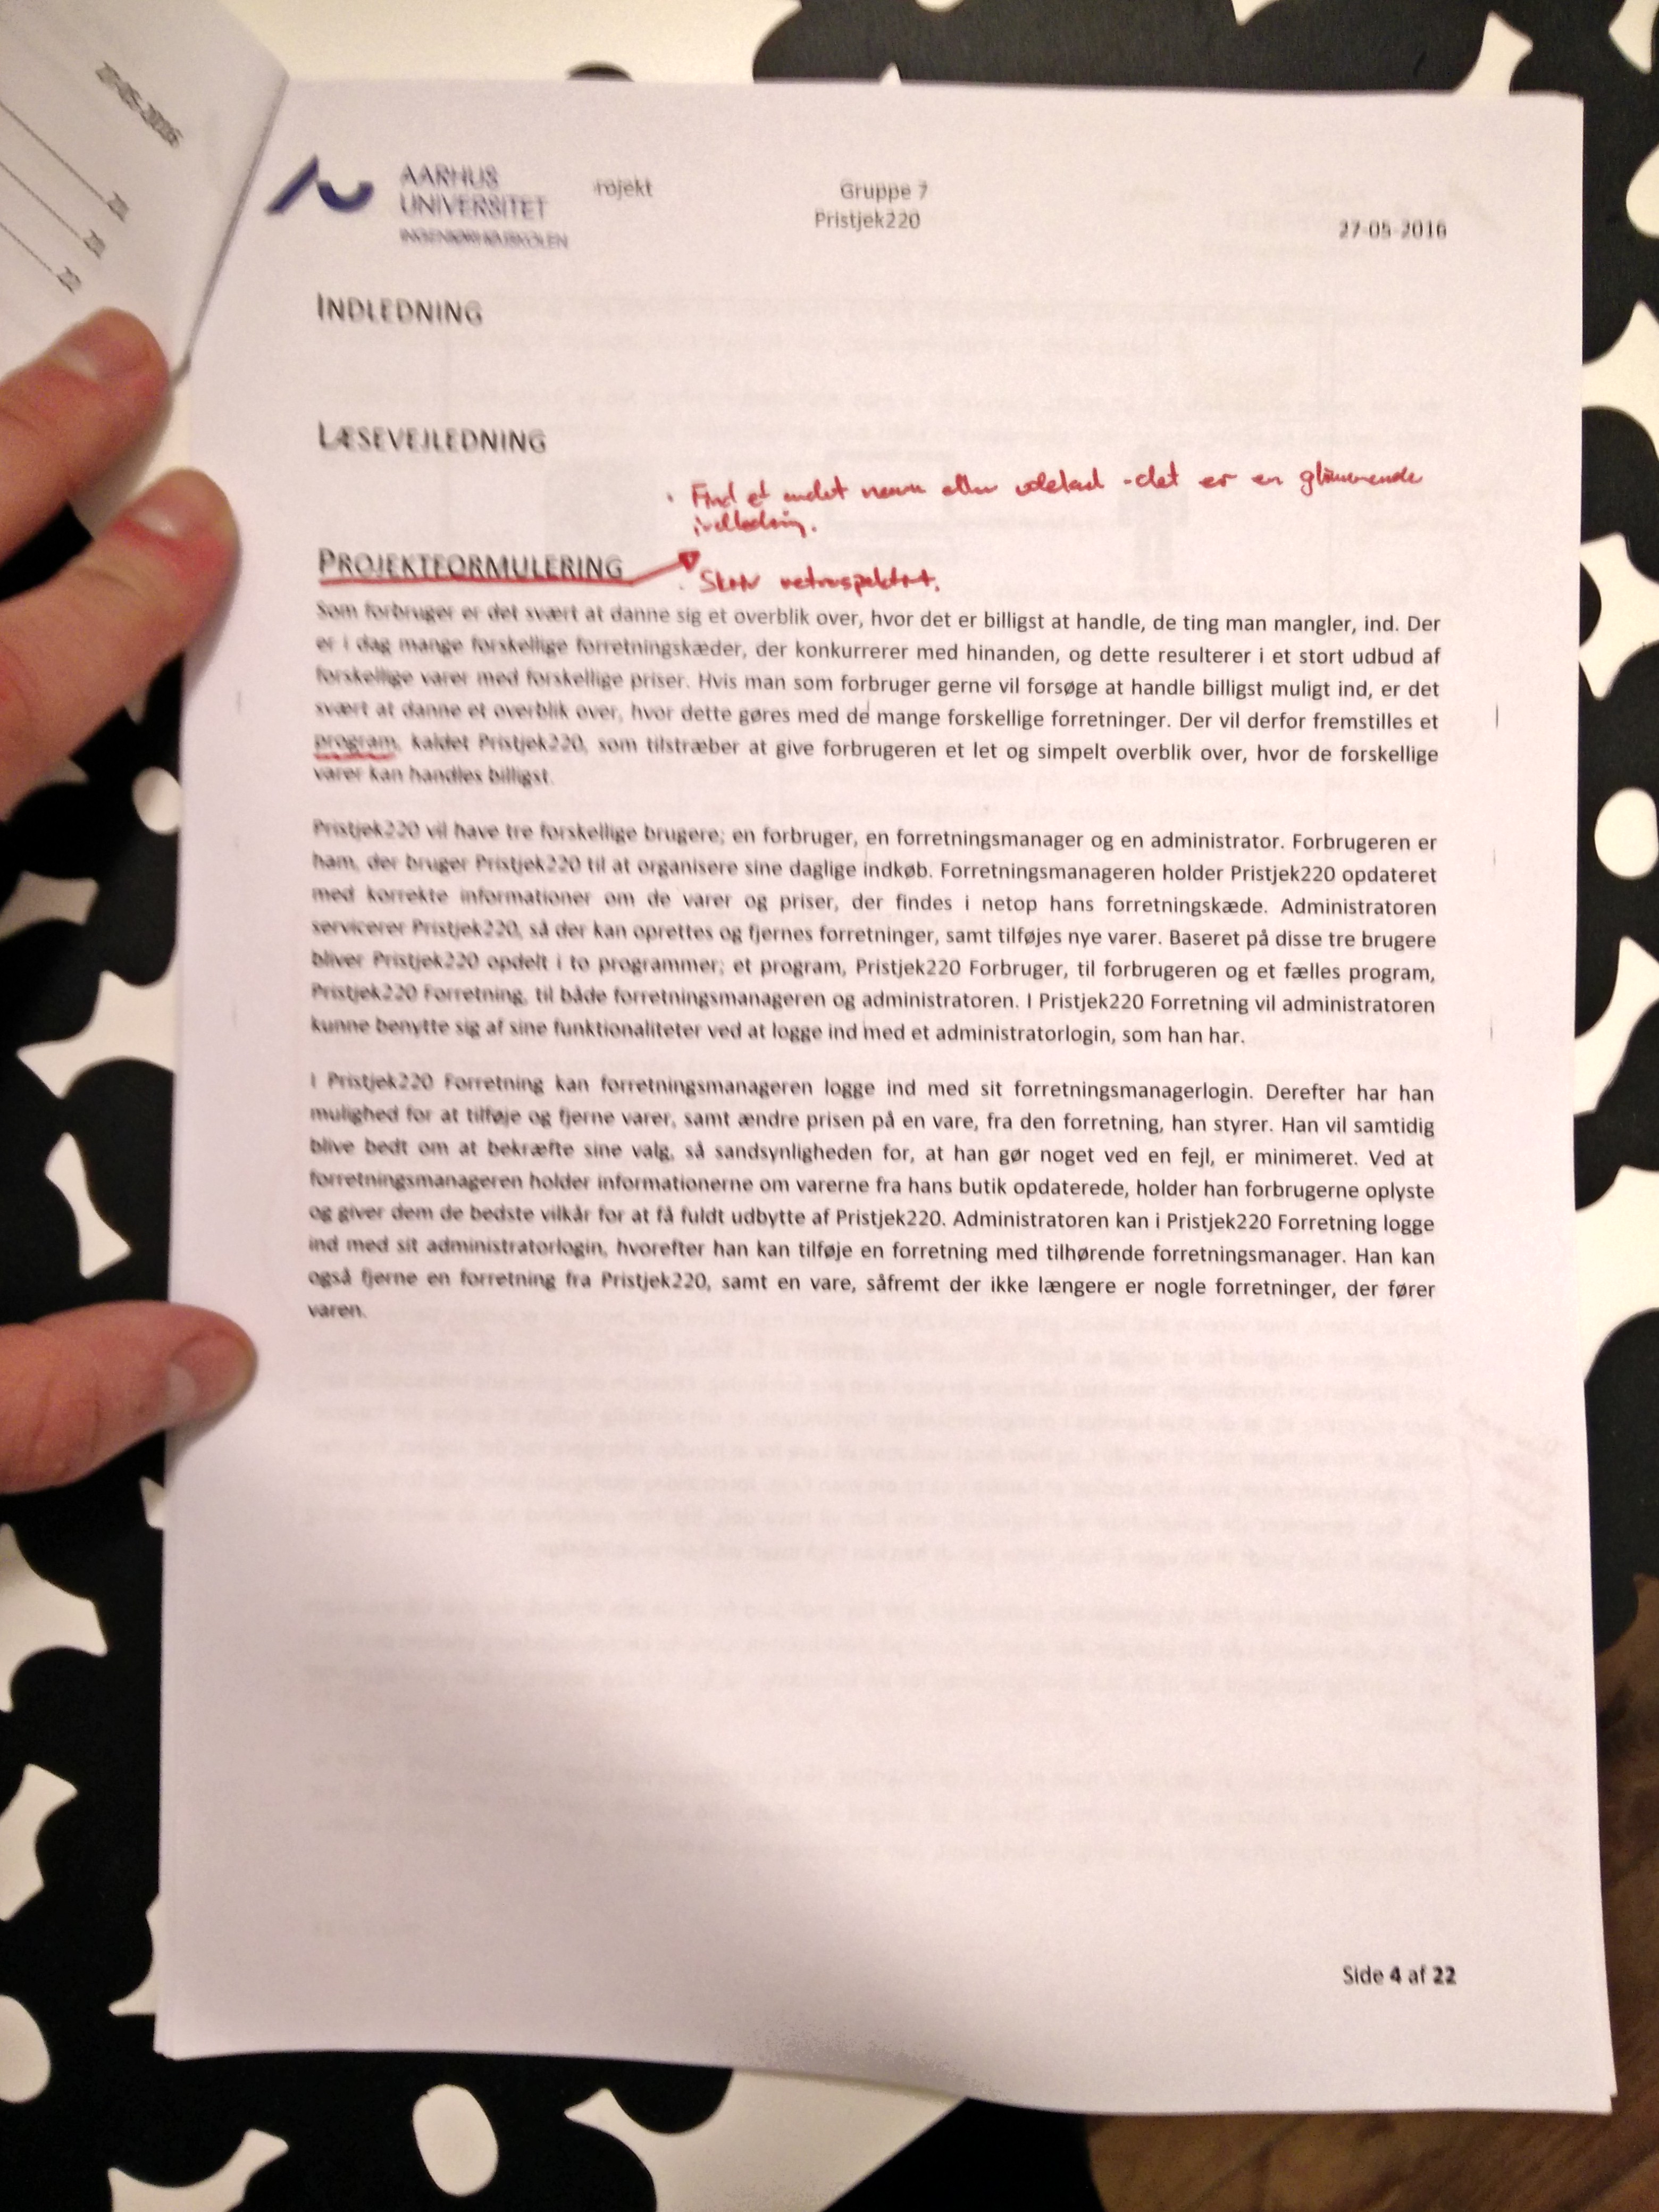 AARHUS
UNIVERSITET
INGENIØRHØJSKOLEN
rojekt
Gruppe 7
Pristjek220
27-05-2016
INDLEDNING
LÆSEVEJLEDNING
· Find et andet navn eller udelad - det er en glimrende
indledning.
PROJEKTFORMULERING
· Skriv retrospektivt.
Som forbruger er det svært at danne sig et overblik over, hvor det er billigst at handle, de ting man mangler, ind. Der
er i dag mange forskellige forretningskæder, der konkurrerer med hinanden, og dette resulterer i et stort udbud af
forskellige varer med forskellige priser. Hvis man som forbruger gerne vil forsøge at handle billigst muligt ind, er det
svært at danne et overblik over, hvor dette gøres med de mange forskellige forretninger. Der vil derfor fremstilles et
program, kaldet Pristjek220, som tilstræber at give forbrugeren et let og simpelt overblik over, hvor de forskellige
varer kan handles billigst.
Pristjek220 vil have tre forskellige brugere; en forbruger, en forretningsmanager og en administrator. Forbrugeren er
ham, der bruger Pristjek220 til at organisere sine daglige indkøb. Forretningsmanageren holder Pristjek220 opdateret
med korrekte informationer om de varer og priser, der findes i netop hans forretningskæde. Administratoren
servicerer Pristjek220, så der kan oprettes og fjernes forretninger, samt tilføjes nye varer. Baseret på disse tre brugere
bliver Pristjek220 opdelt i to programmer; et program, Pristjek220 Forbruger, til forbrugeren og et fælles program,
Pristjek220 Forretning, til både forretningsmanageren og administratoren. I Pristjek220 Forretning vil administratoren
kunne benytte sig af sine funktionaliteter ved at logge ind med et administratorlogin, som han har.
I Pristjek220 Forretning kan forretningsmanageren logge ind med sit forretningsmanagerlogin. Derefter har han
mulighed for at tilføje og fjerne varer, samt ændre prisen på en vare, fra den forretning, han styrer. Han vil samtidig
blive bedt om at bekræfte sine valg, så sandsynligheden for, at han gør noget ved en fejl, er minimeret. Ved at
forretningsmanageren holder informationerne om varerne fra hans butik opdaterede, holder han forbrugerne oplyste
og giver dem de bedste vilkår for at få fuldt udbytte af Pristjek220. Administratoren kan i Pristjek220 Forretning logge
ind med sit administratorlogin, hvorefter han kan tilføje en forretning med tilhørende forretningsmanager. Han kan
også fjerne en forretning fra Pristjek220, samt en vare, såfremt der ikke længere er nogle forretninger, der fører
varen.
Side 4 af 22